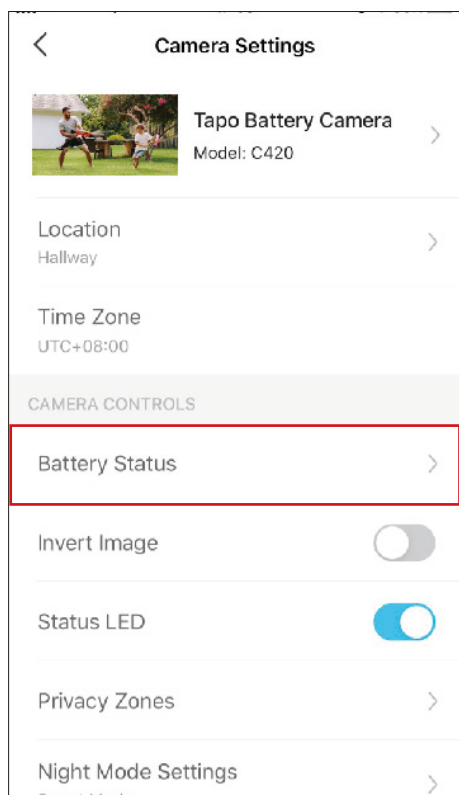 Camera Settings
Tapo Battery Camera
Model: C420
Location
Hallway
Time Zone
UTC+08:00
CAMERA CONTROLS
Battery Status
Invert Image
Status LED
Privacy Zones
Night Mode Settings